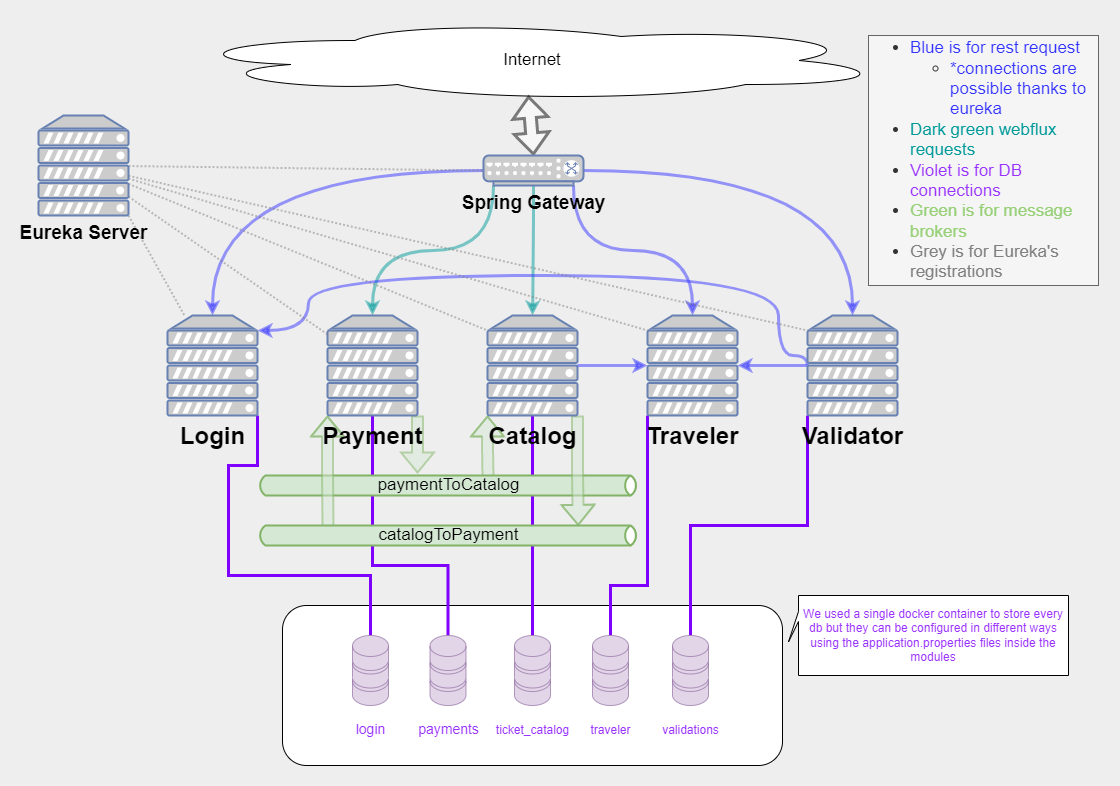 Internet
Blue is for rest request
*connections are
possible thanks to
eureka
Dark green webflux
requests
Violet is for DB
connections
Green is for message
brokers
Grey is for Eureka's
registrations
Spring Gateway
Eureka Server
Login
Payment
Catalog
Traveler
Validator
paymentToCatalog
catalogToPayment
We used a single docker container to store every
db but they can be configured in different ways
using the application.properties files inside the
modules
login
payments
ticket_catalog
traveler
validations